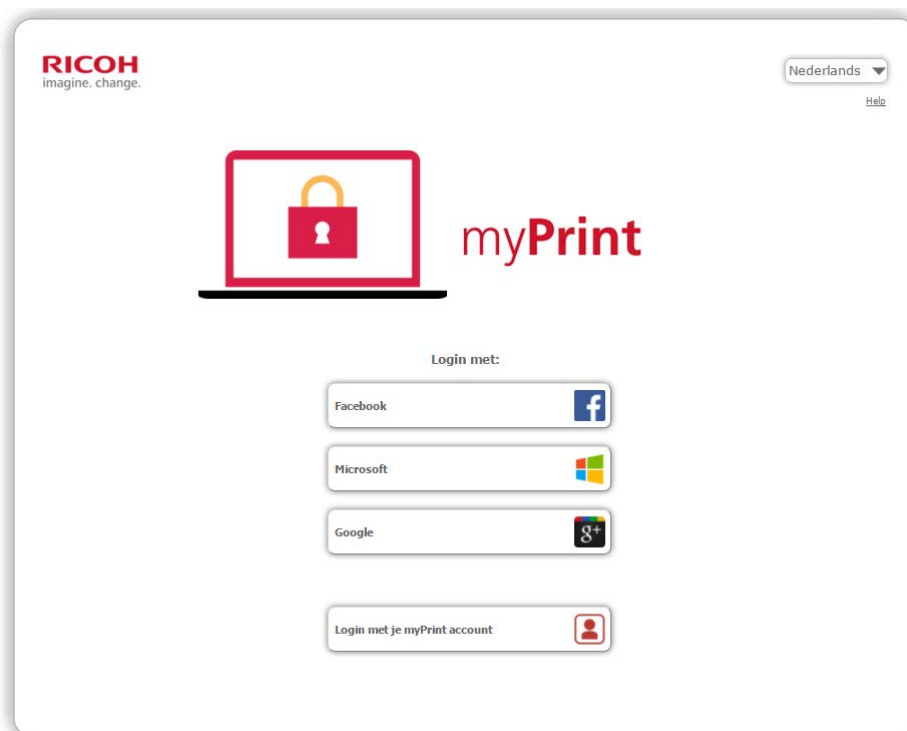 RICOH
imagine. change.
Nederlands
Help
myPrint
Login met:
Facebook
Microsoft
Google
g+
Login met je myPrint account